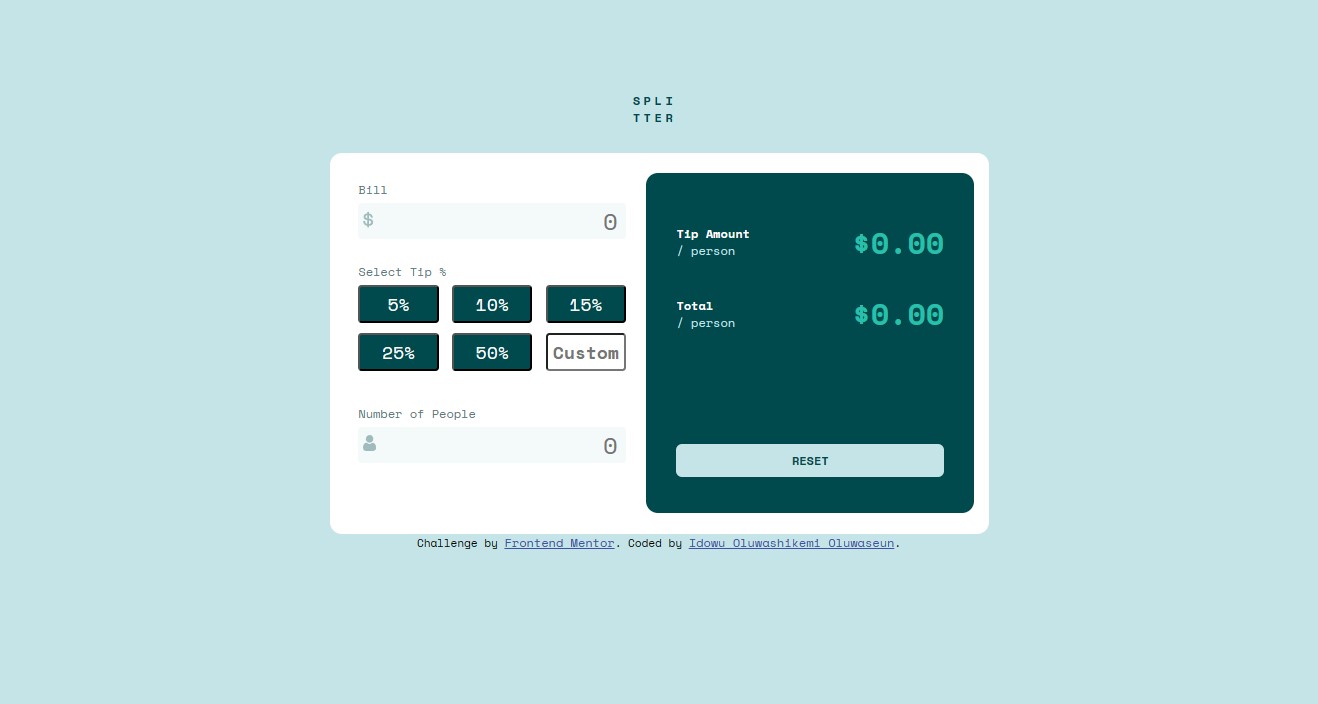 SPLI
TTER
Bill
$ 0
Select Tip %
5% 10% 15%
25% 50% Custom
Number of People
0
Tip Amount
/ person
$0.00
Total
/ person
$0.00
RESET
Challenge by Frontend Mentor. Coded by Idowu Oluwashikemi Oluwaseun.